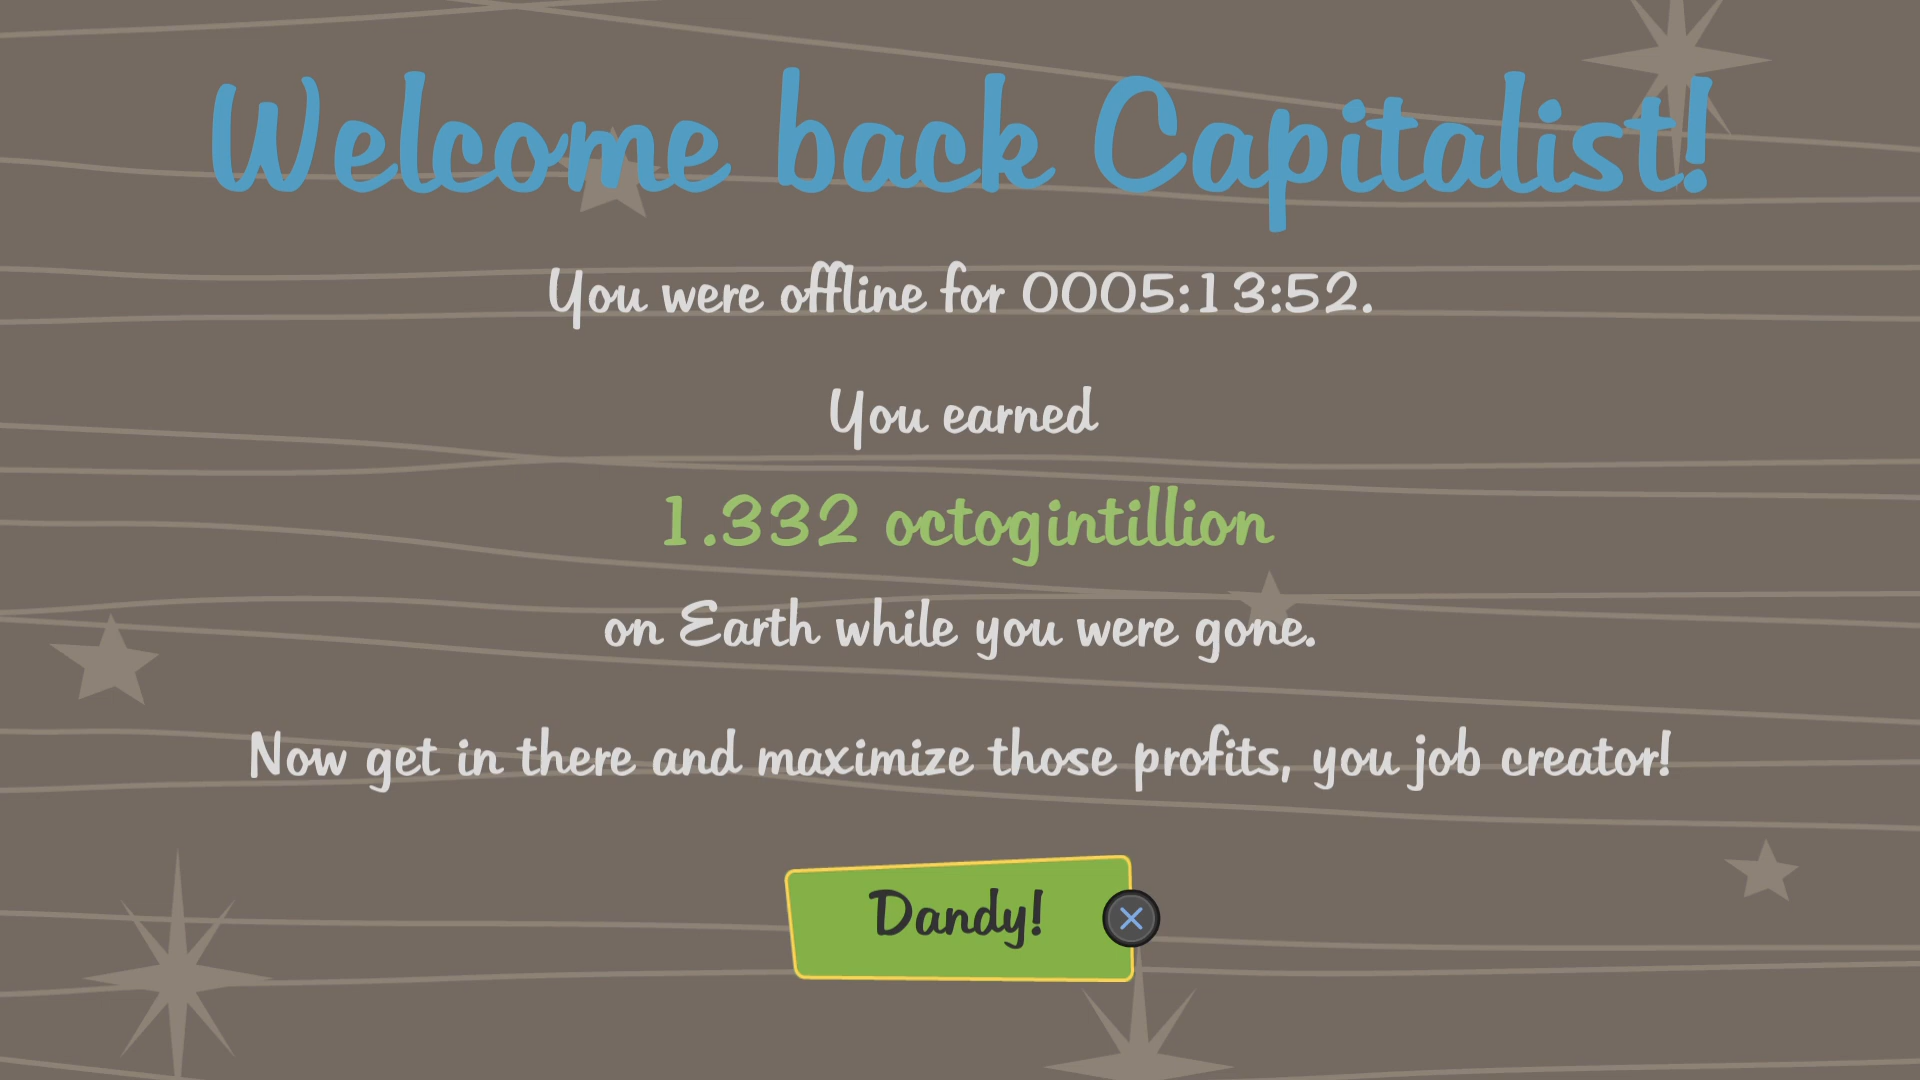 Welcome back Capitalist!
You were offline for 0005:13:52.
You earned
1.332 octogintillion
on Earth while you were gone.
Now get in there and maximize those profits, you job creator!
Dandy!